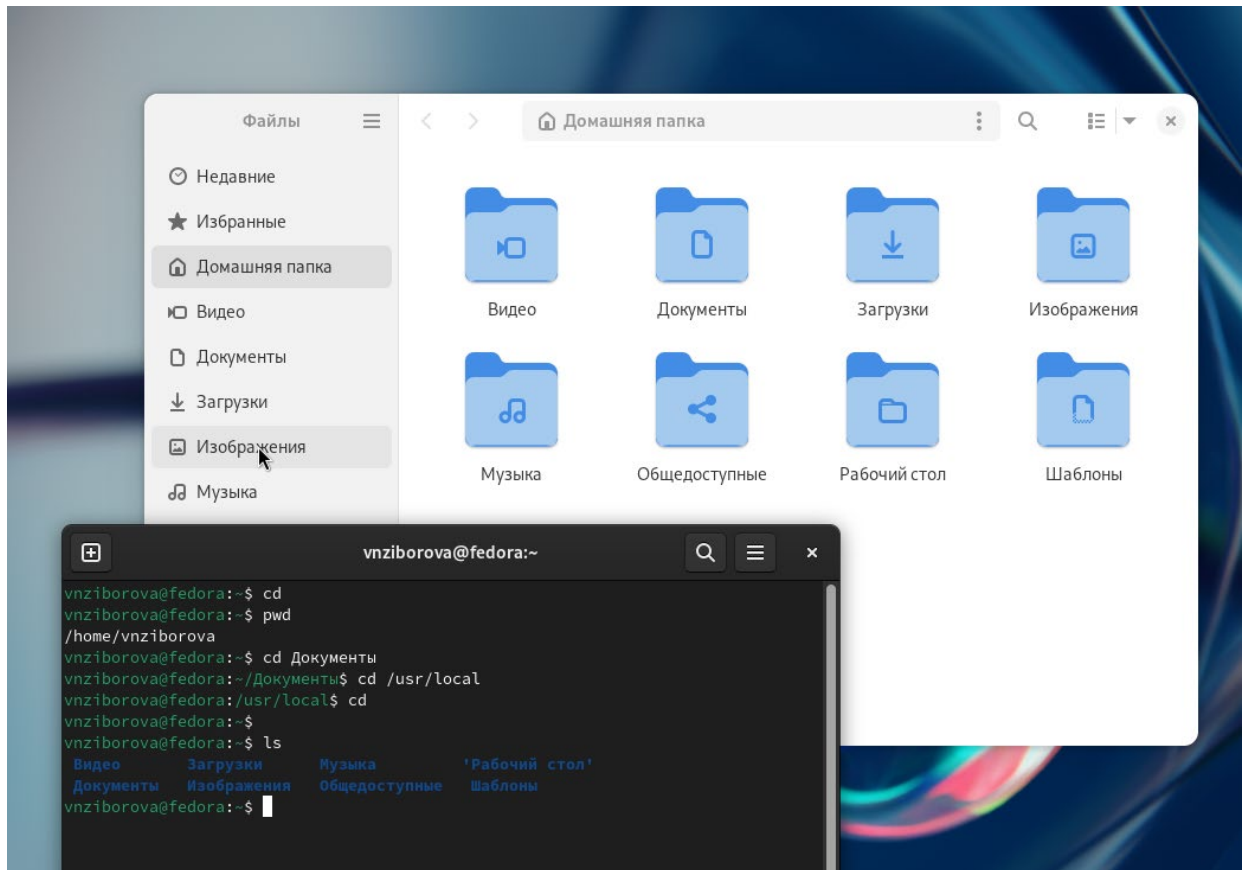 Файлы
Домашняя папка
Недавние
Избранные
Домашняя папка
Видео
Документы
Загрузки
Изображения
Музыка
Видео Документы Загрузки Изображения
Музыка Общедоступные Рабочий стол Шаблоны
vnziborova@fedora:~
vnziborova@fedora:~$ cd
vnziborova@fedora:~$ pwd
/home/vnziborova
vnziborova@fedora:~$ cd Документы
vnziborova@fedora:~/Документы$ cd /usr/local
vnziborova@fedora:/usr/local$ cd
vnziborova@fedora:~$
vnziborova@fedora:~$ ls
Видео Загрузки Музыка 'Рабочий стол'
Документы Изображения Общедоступные Шаблоны
vnziborova@fedora:~$